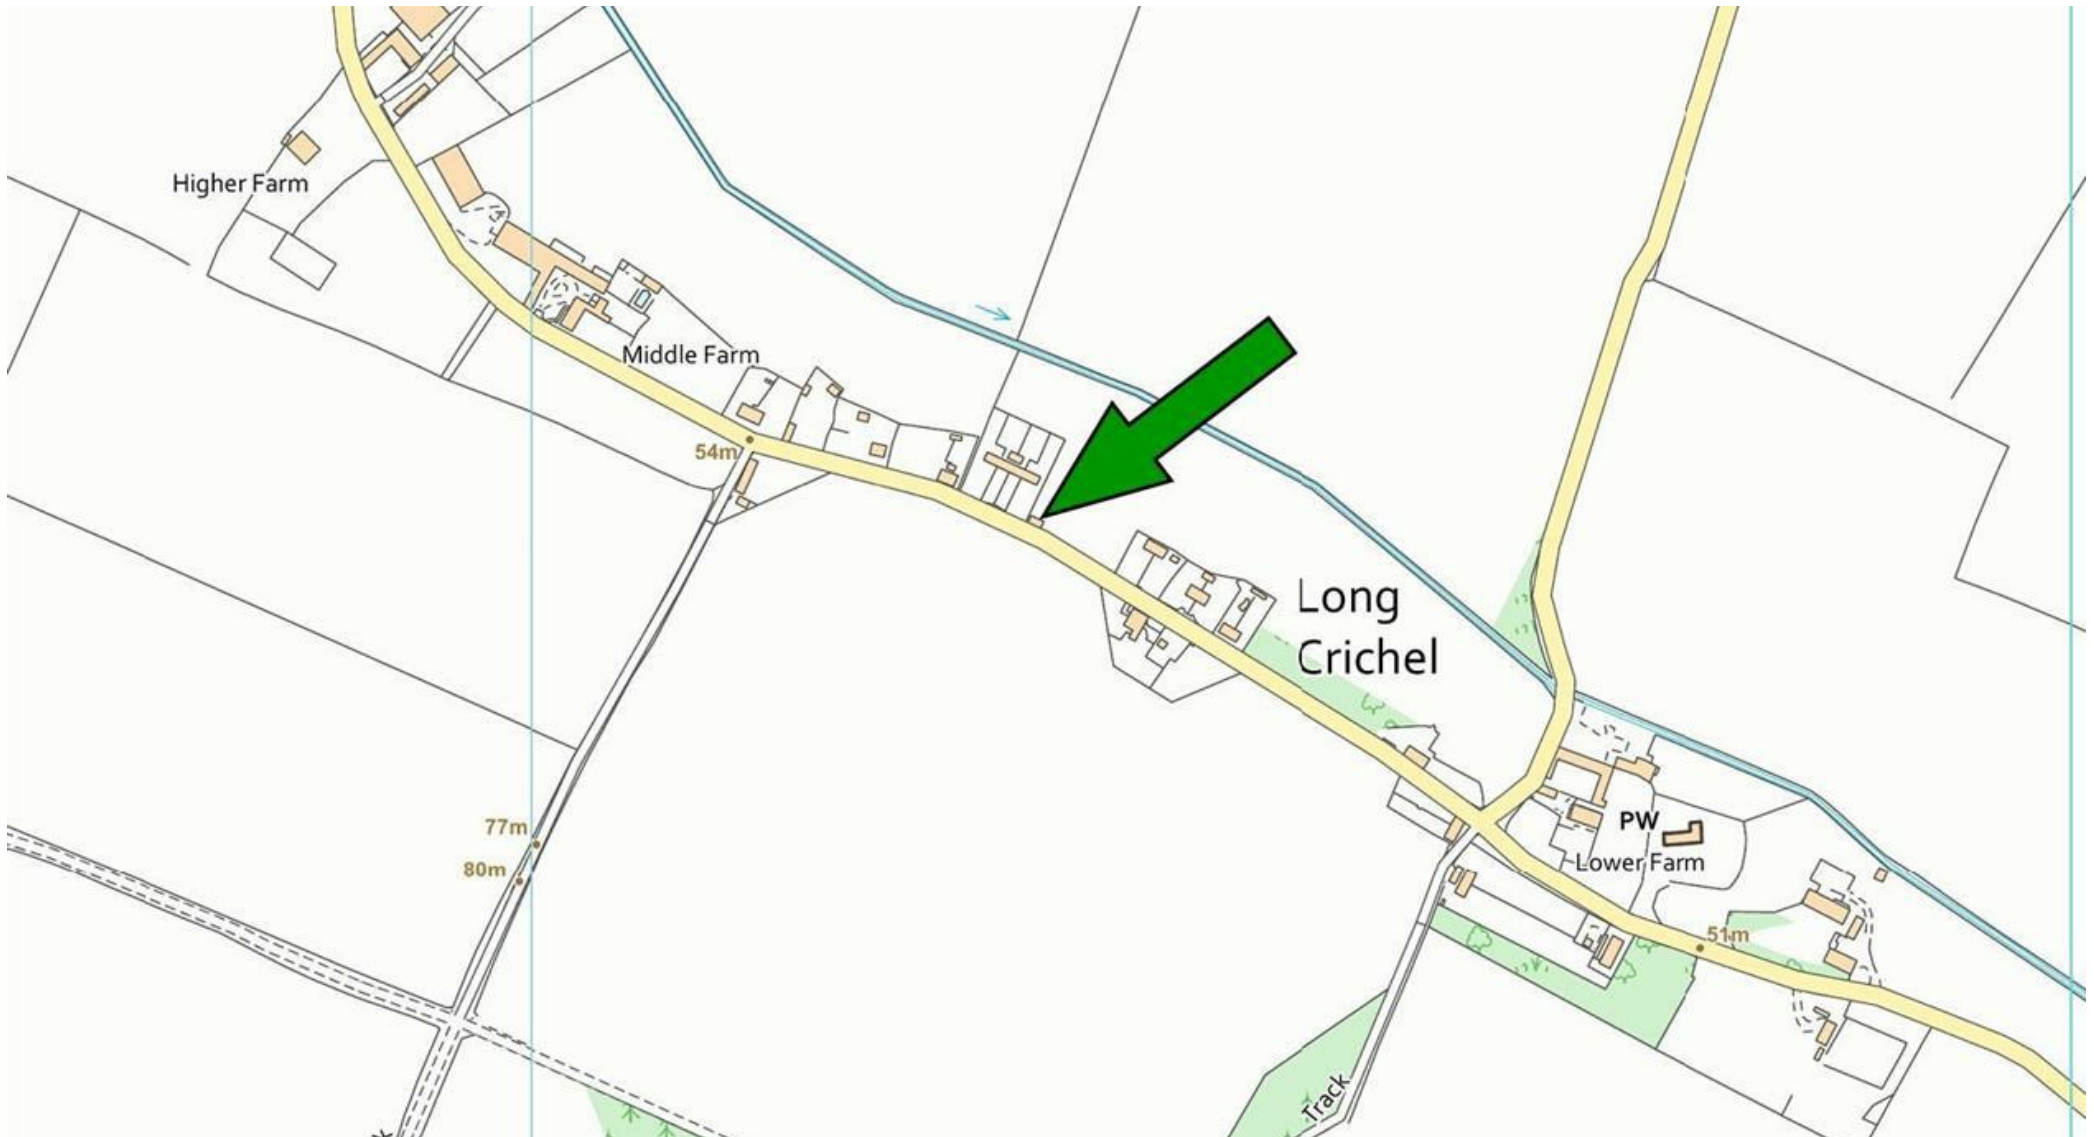 Higher Farm
Middle Farm
54m
Long
Crichel
77m
80m
PW
Lower Farm
51m
Track